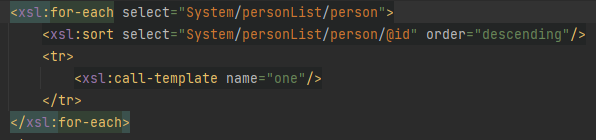 <xsl:for-each select="System/personList/person">
<xsl:sort select="System/personList/person/@id" order="descending"/>
<tr>
<xsl:call-template name="one"/>
</tr>
</xsl:for-each>